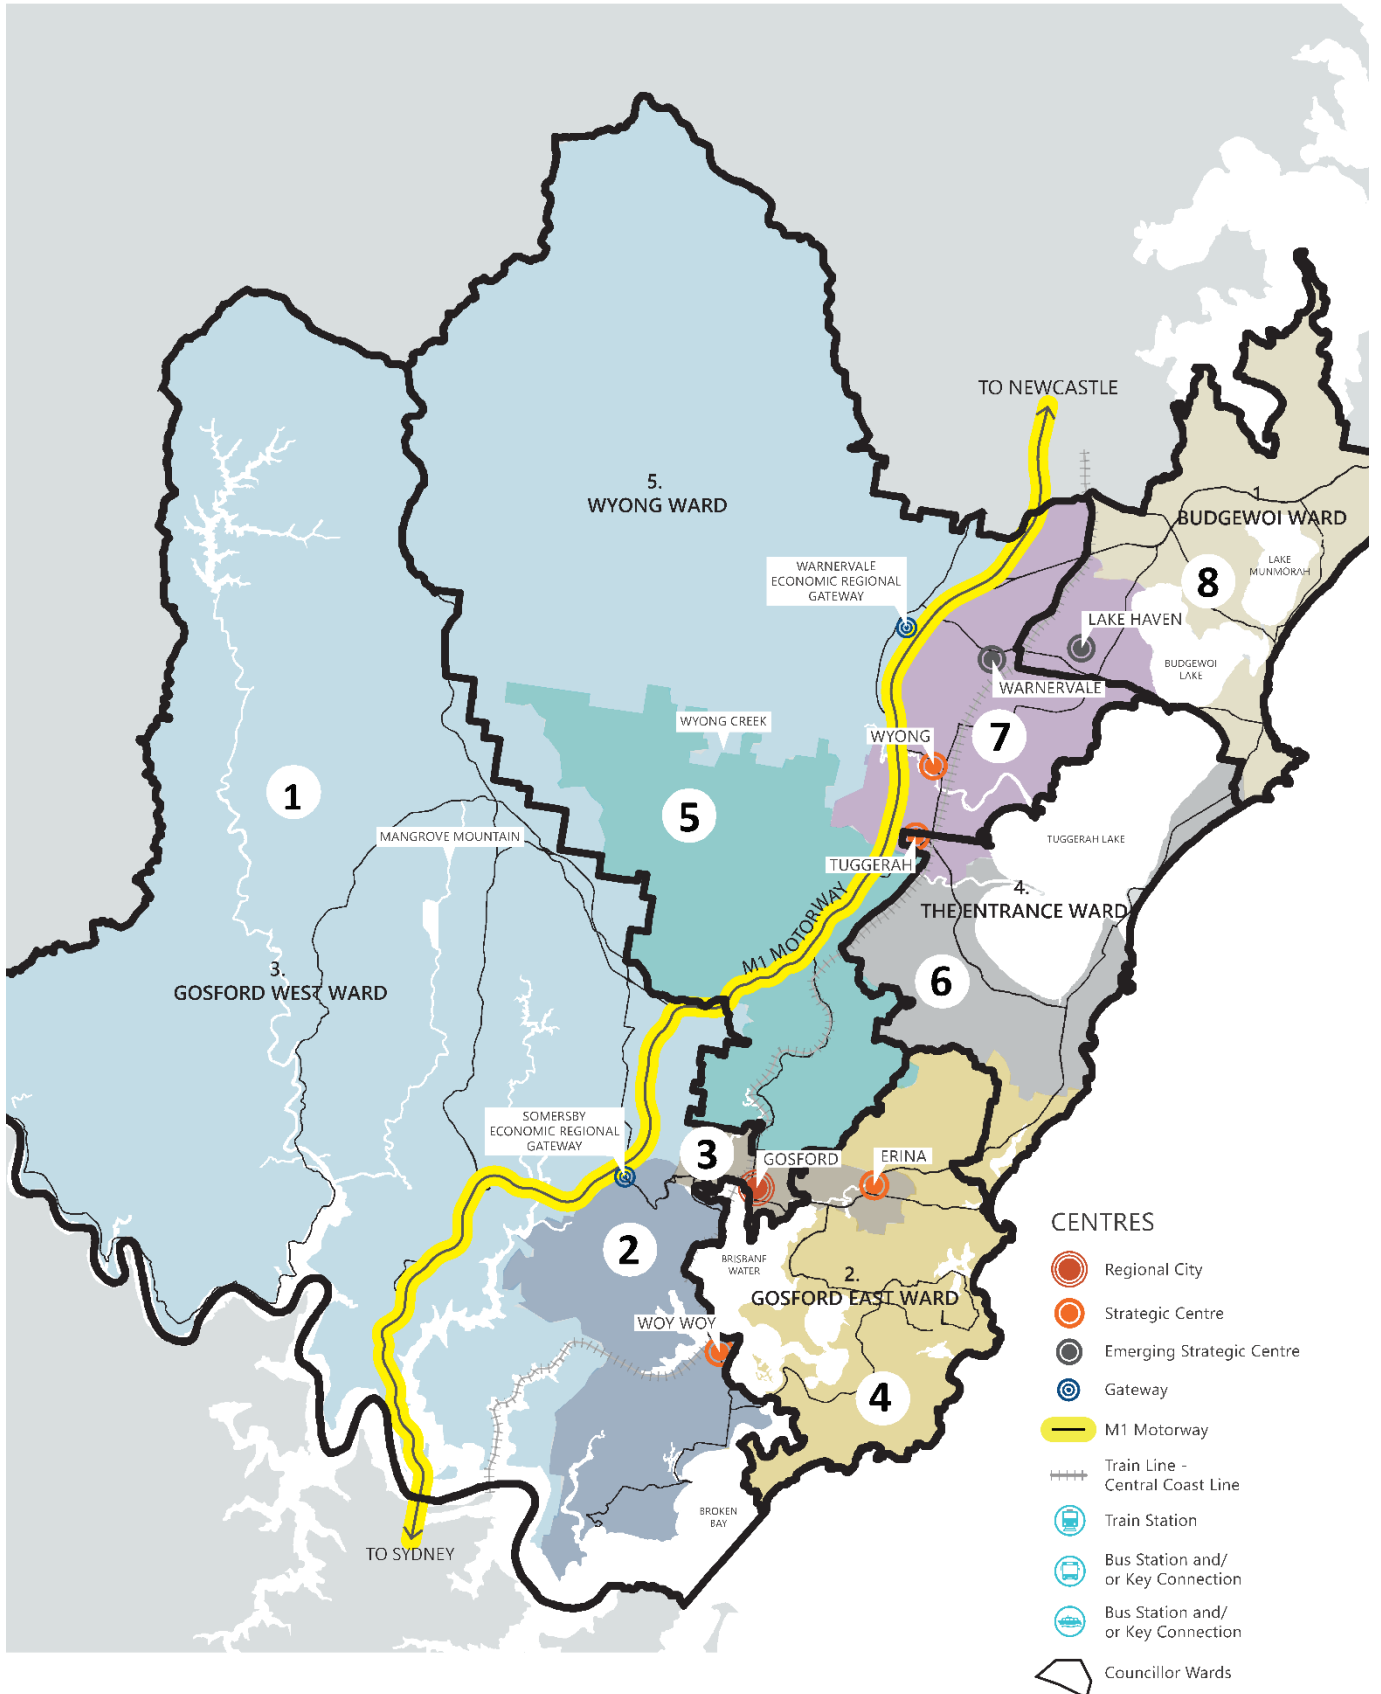 TO NEWCASTLE
5.
WYONG WARD
1.
BUDGEWOI WARD
LAKE
MUNMORAH
8
WARNERVALE
ECONOMIC REGIONAL
GATEWAY
LAKE HAVEN
BUDGEWOI
LAKE
WARNERVALE
WYONG CREEK
WYONG
7
1
5
MANGROVE MOUNTAIN
TUGGERAH LAKE
TUGGERAH
4.
THE ENTRANCE WARD
M1 MOTORWAY
3.
GOSFORD WEST WARD
6
SOMERSBY
ECONOMIC REGIONAL
GATEWAY
3
GOSFORD
ERINA
2
BRISBANE
WATER
2.
GOSFORD EAST WARD
WOY WOY
4
BROKEN
BAY
TO SYDNEY
CENTRES
Regional City
Strategic Centre
Emerging Strategic Centre
Gateway
M1 Motorway
Train Line -
Central Coast Line
Train Station
Bus Station and/
or Key Connection
Bus Station and/
or Key Connection
Councillor Wards